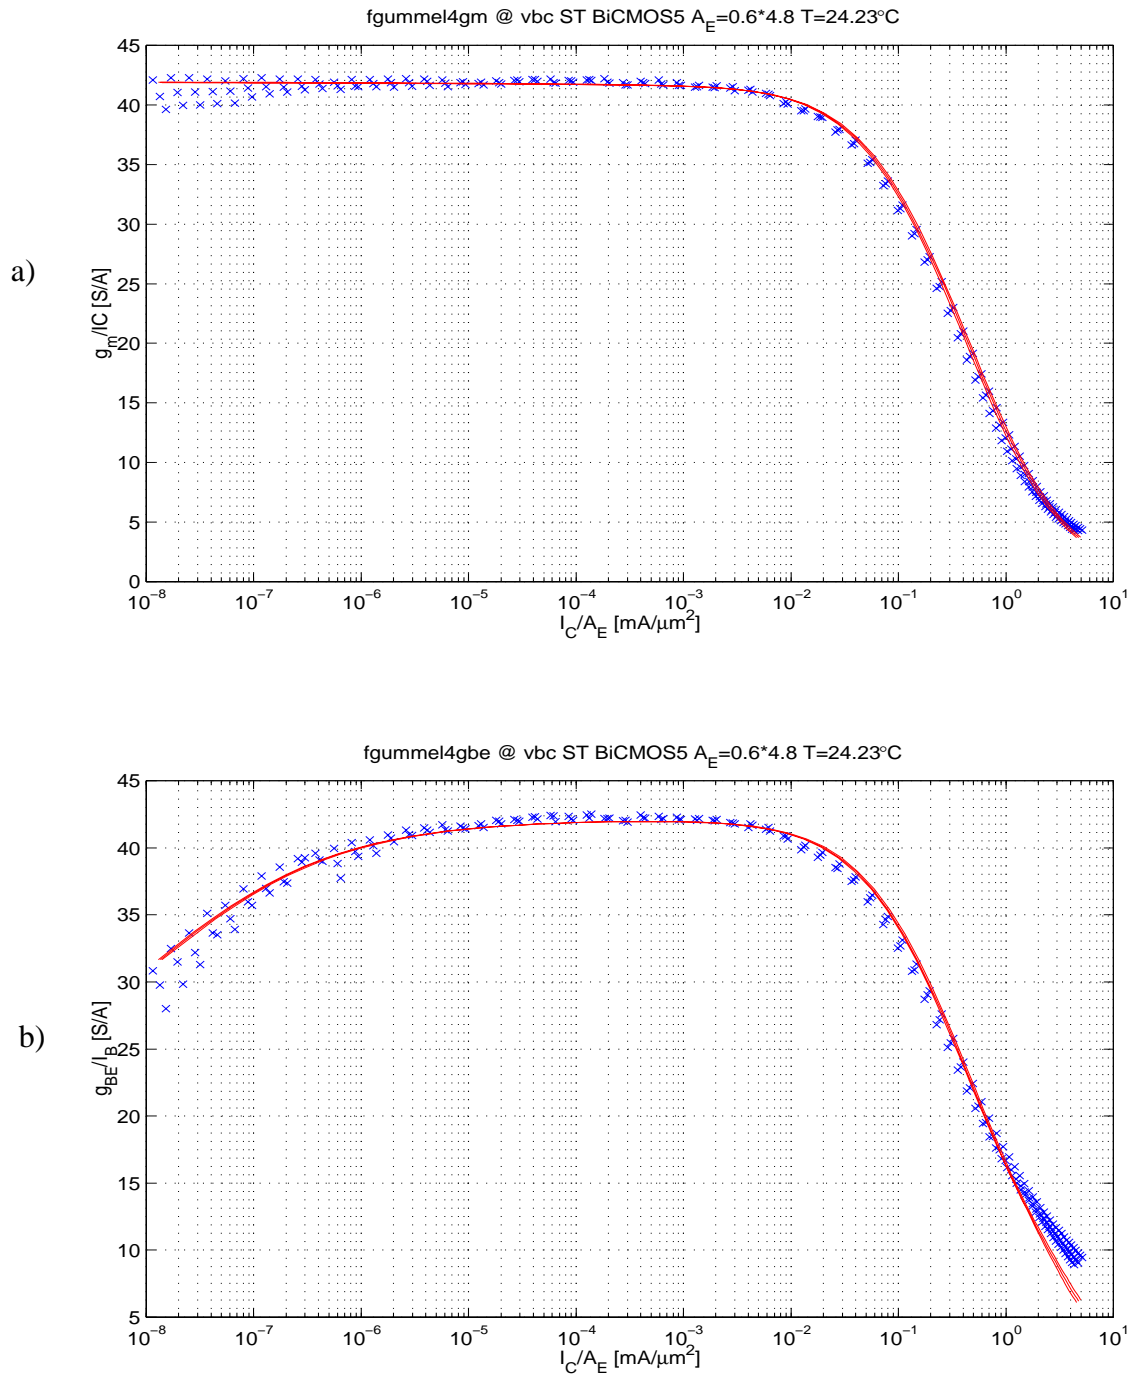 fgummel4gm @ vbc ST BiCMOS5 A_E=0.6*4.8 T=24.23°C
45
40
35
30
25
20
15
10
5
0
a)
g_m/IC [S/A]
10^−8 10^−7 10^−6 10^−5 10^−4 10^−3 10^−2 10^−1 10^0 10^1
I_C/A_E [mA/μm^2]
fgummel4gbe @ vbc ST BiCMOS5 A_E=0.6*4.8 T=24.23°C
45
40
35
30
25
20
15
10
5
b)
g_BE/I_B [S/A]
10^−8 10^−7 10^−6 10^−5 10^−4 10^−3 10^−2 10^−1 10^0 10^1
I_C/A_E [mA/μm^2]